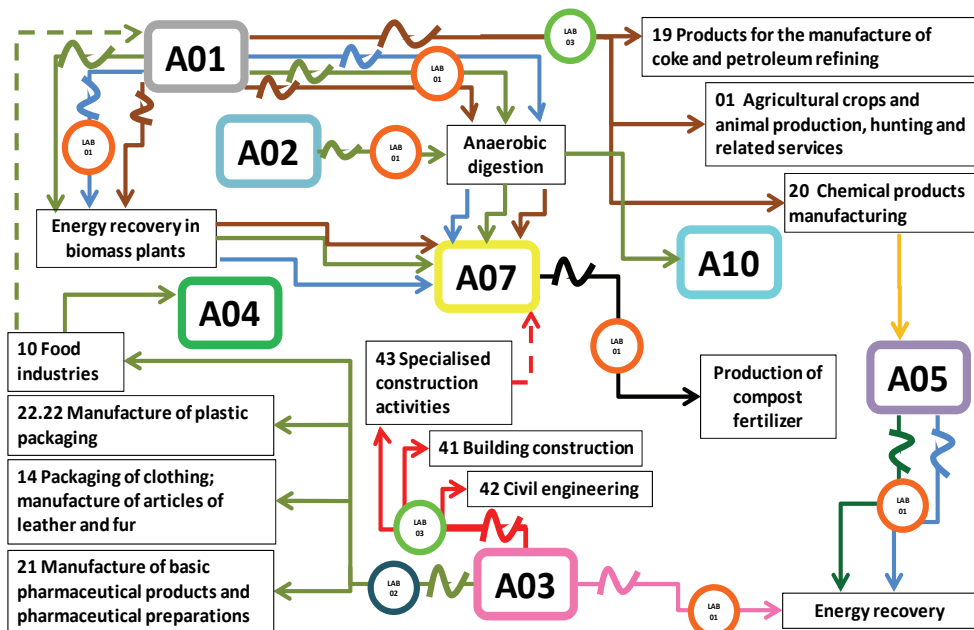 LAB
03
19 Products for the manufacture of
coke and petroleum refining
A01
LAB
01
01 Agricultural crops and
animal production, hunting and
related services
LAB
01
A02
LAB
01
Anaerobic
digestion
20 Chemical products
manufacturing
Energy recovery in
biomass plants
A07
A10
A04
10 Food
industries
43 Specialised
construction
activities
LAB
01
Production of
compost
fertilizer
A05
22.22 Manufacture of plastic
packaging
41 Building construction
14 Packaging of clothing;
manufacture of articles of
leather and fur
42 Civil engineering
LAB
03
LAB
01
21 Manufacture of basic
pharmaceutical products and
pharmaceutical preparations
LAB
02
A03
LAB
01
Energy recovery